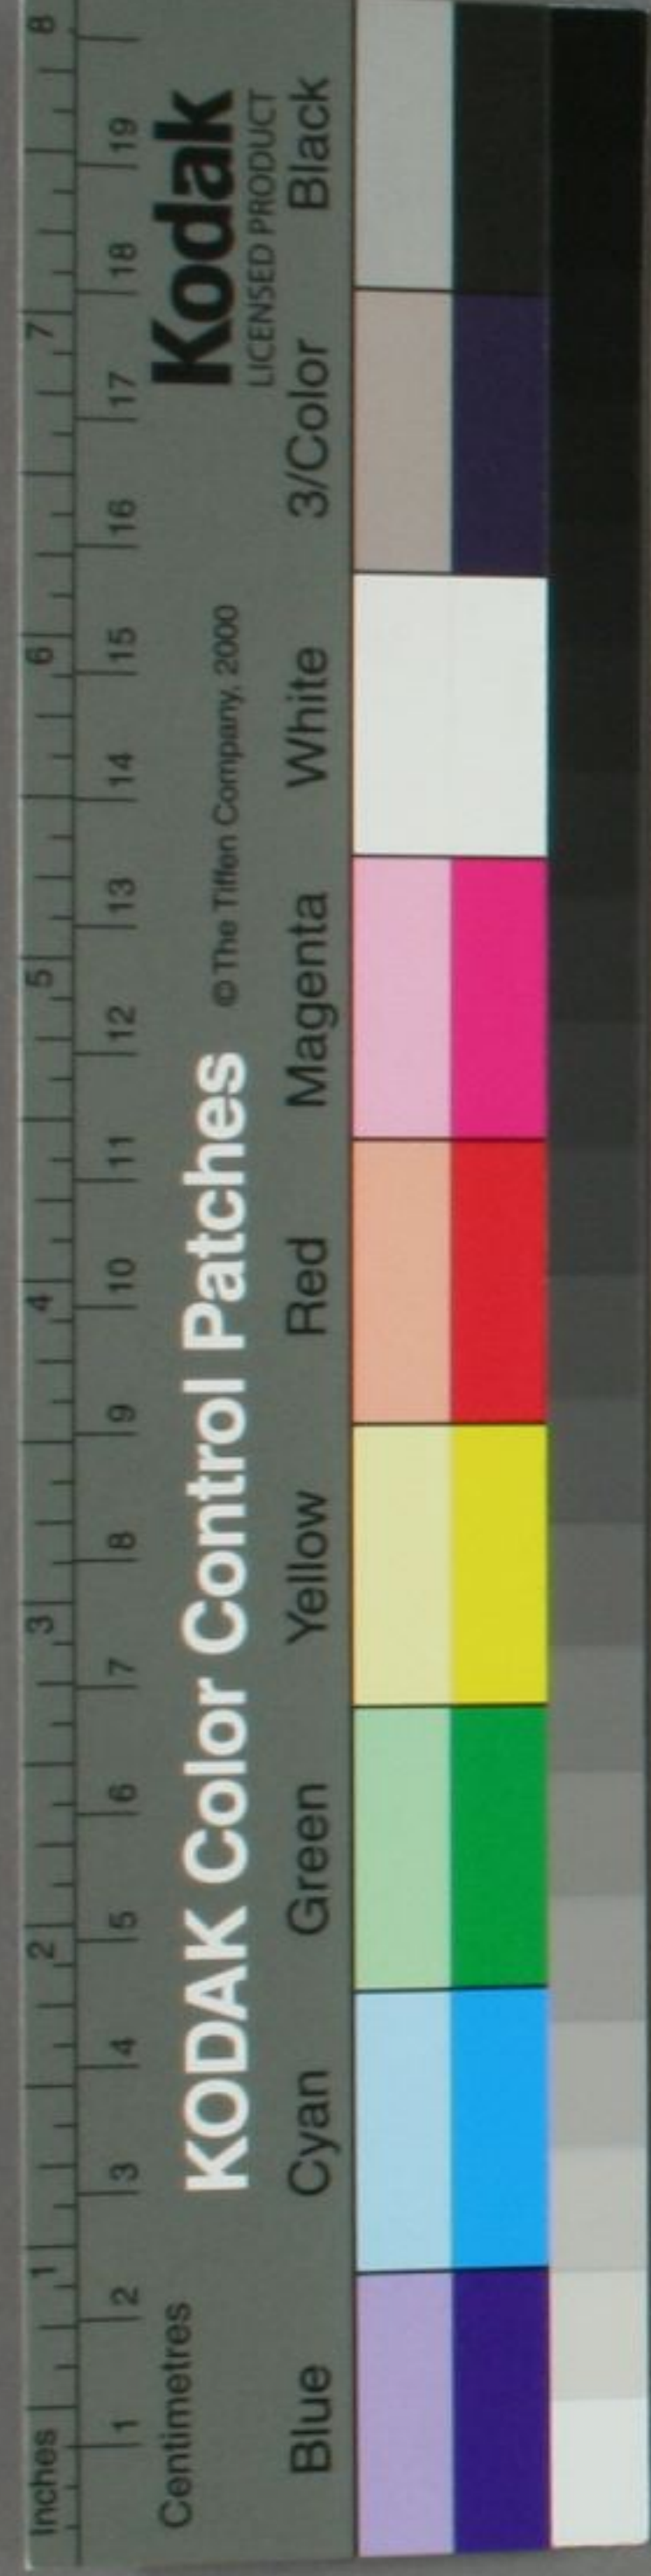 Inches 1 2 3 4 5 6 7 8
1 2 3 4 5 6 7 8 9 10 11 12 13 14 15 16 17 18 19
Centimetres
KODAK Color Control Patches © The Tiffen Company, 2000
Kodak
LICENSED PRODUCT
Blue Cyan Green Yellow Red Magenta White 3/Color Black